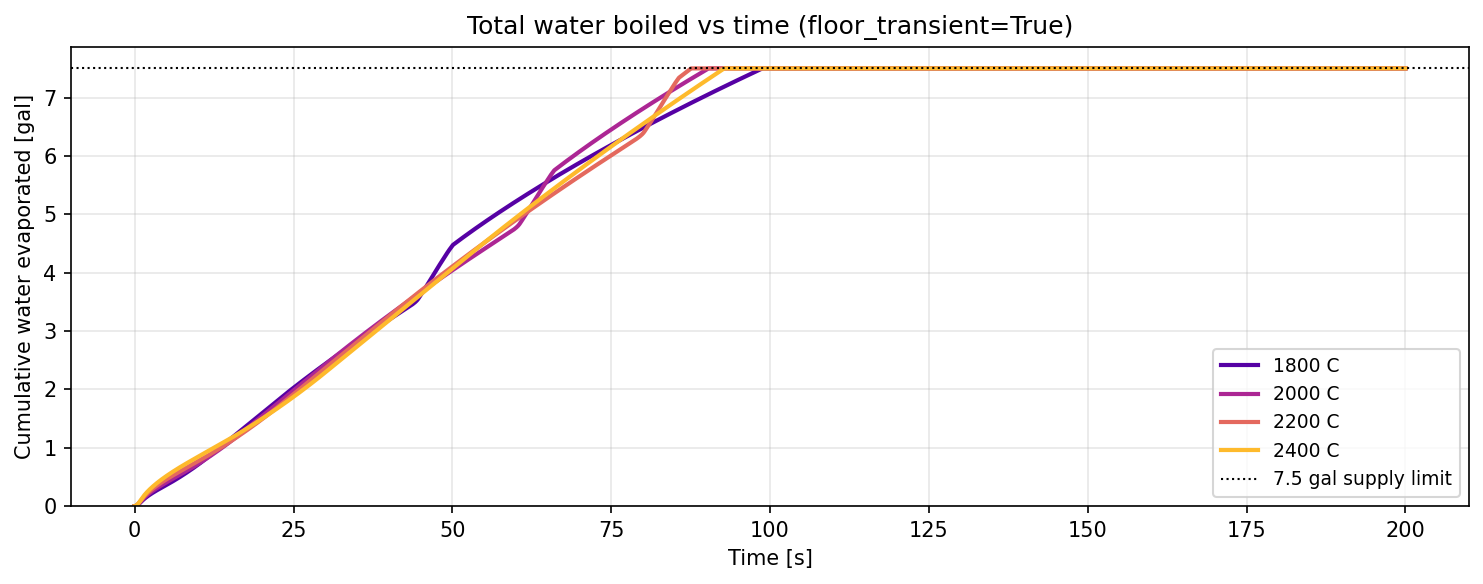 Total water boiled vs time (floor_transient=True)
Cumulative water evaporated [gal]
7
6
5
4
3
2
1
0
1800 C
2000 C
2200 C
2400 C
7.5 gal supply limit
0 25 50 75 100 125 150 175 200
Time [s]